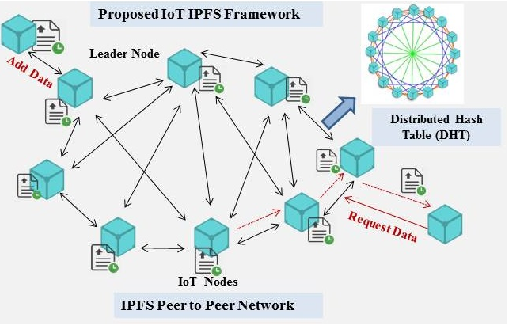 Proposed IoT IPFS Framework
Leader Node
Add Data
Distributed Hash
Table (DHT)
Request Data
IoT Nodes
IPFS Peer to Peer Network